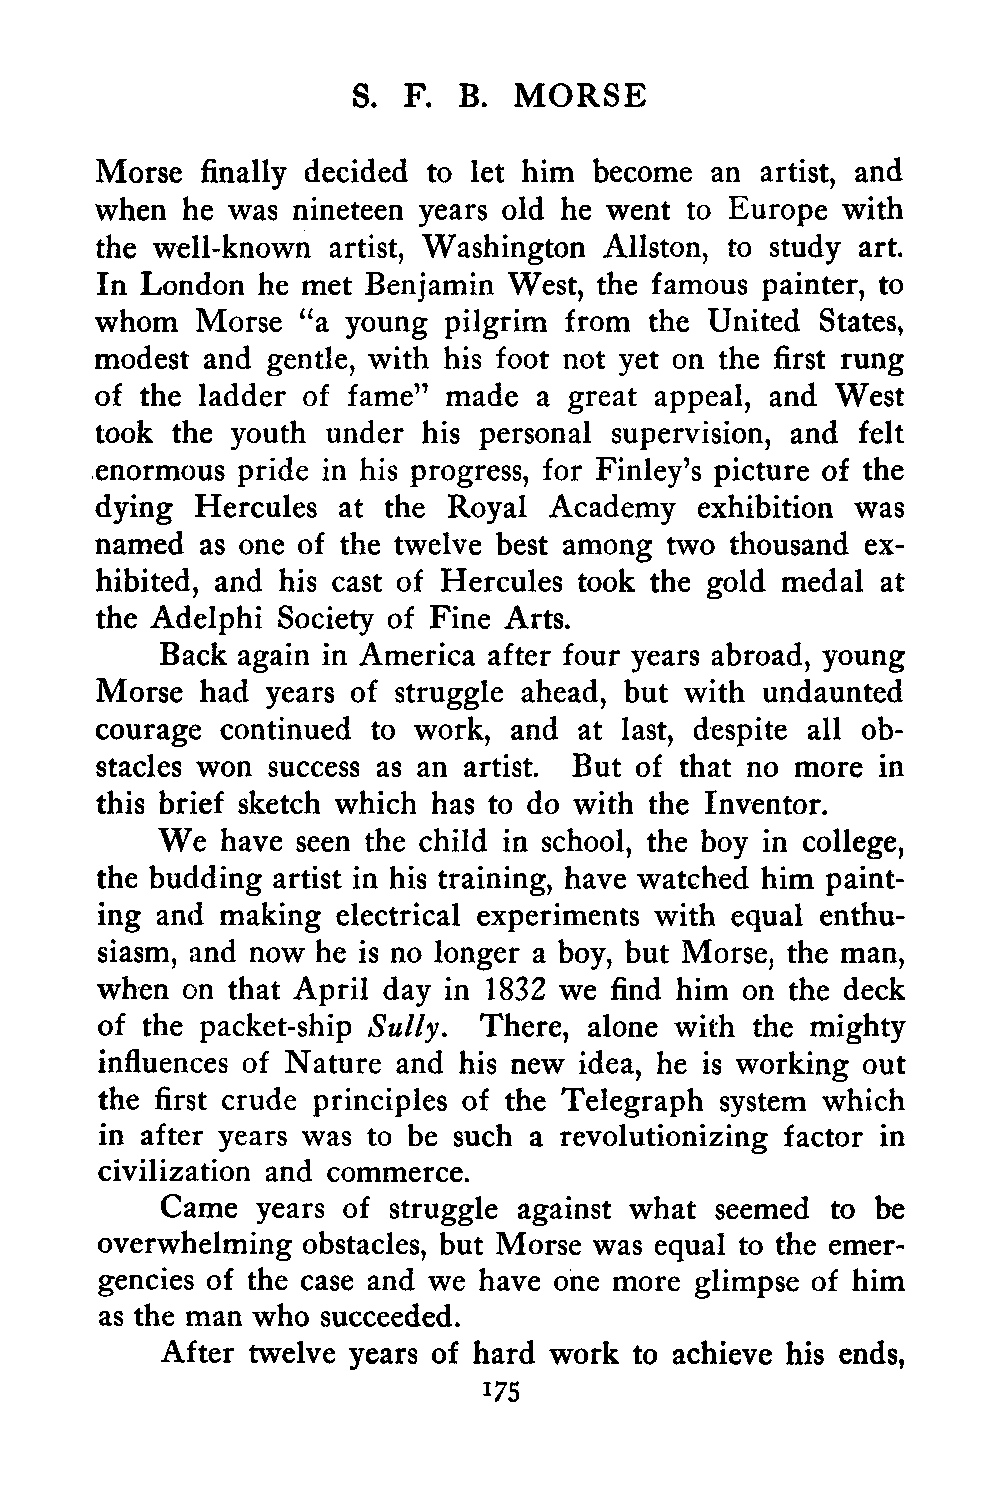 S. F. B. MORSE
Morse finally decided to let him become an artist, and
when he was nineteen years old he went to Europe with
the well-known artist, Washington Allston, to study art.
In London he met Benjamin West, the famous painter, to
whom Morse “a young pilgrim from the United States,
modest and gentle, with his foot not yet on the first rung
of the ladder of fame” made a great appeal, and West
took the youth under his personal supervision, and felt
enormous pride in his progress, for Finley’s picture of the
dying Hercules at the Royal Academy exhibition was
named as one of the twelve best among two thousand ex-
hibited, and his cast of Hercules took the gold medal at
the Adelphi Society of Fine Arts.
Back again in America after four years abroad, young
Morse had years of struggle ahead, but with undaunted
courage continued to work, and at last, despite all ob-
stacles won success as an artist. But of that no more in
this brief sketch which has to do with the Inventor.
We have seen the child in school, the boy in college,
the budding artist in his training, have watched him paint-
ing and making electrical experiments with equal enthu-
siasm, and now he is no longer a boy, but Morse, the man,
when on that April day in 1832 we find him on the deck
of the packet-ship Sully. There, alone with the mighty
influences of Nature and his new idea, he is working out
the first crude principles of the Telegraph system which
in after years was to be such a revolutionizing factor in
civilization and commerce.
Came years of struggle against what seemed to be
overwhelming obstacles, but Morse was equal to the emer-
gencies of the case and we have one more glimpse of him
as the man who succeeded.
After twelve years of hard work to achieve his ends,
175